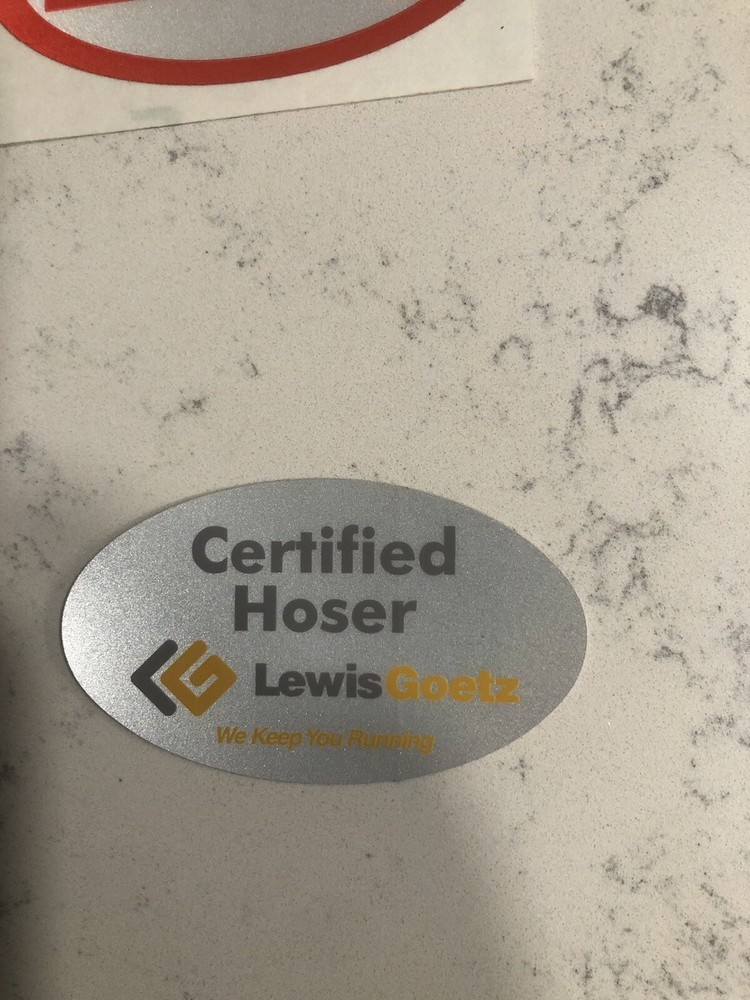 Certified
Hoser
LewisGoetz
We Keep You Running